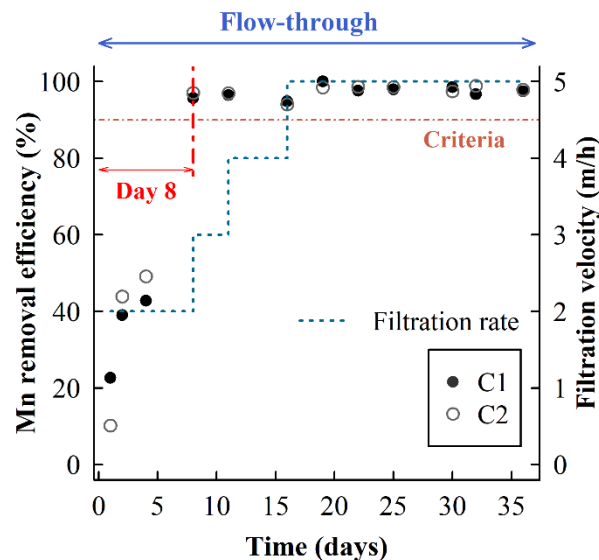 Flow-through
Mn removal efficiency (%)
100
80
60
40
20
0
Criteria
Day 8
Filtration rate
C1
C2
5
4
3
2
1
0
Filtration velocity (m/h)
0 5 10 15 20 25 30 35
Time (days)